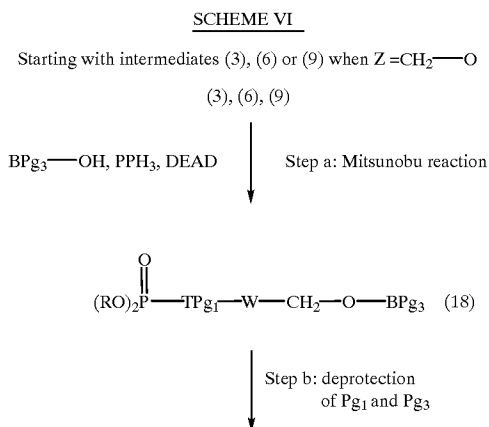 SCHEME VI
Starting with intermediates (3), (6) or (9) when Z =CH₂—O
(3), (6), (9)
BPg₃—OH, PPH₃, DEAD
Step a: Mitsunobu reaction
O
(RO)₂P—TPg₁—W—CH₂—O—BPg₃ (18)
Step b: deprotection
of Pg₁ and Pg₃